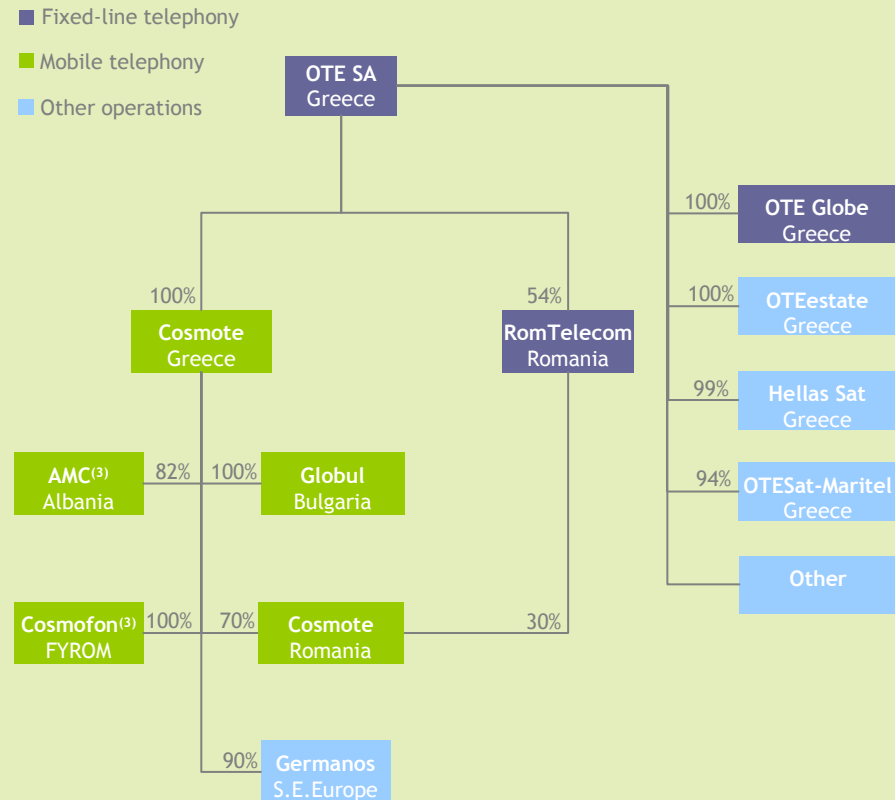 Fixed-line telephony
Mobile telephony
Other operations
OTE SA
Greece
100%
OTE Globe
Greece
100%
OTEestate
Greece
99%
Hellas Sat
Greece
94%
OTESat-Maritel
Greece
Other
100%
Cosmote
Greece
54%
RomTelecom
Romania
AMC(3)
Albania
82%
100%
Globul
Bulgaria
Cosmofon(3)
FYROM
100%
70%
Cosmote
Romania
30%
90%
Germanos
S.E.Europe